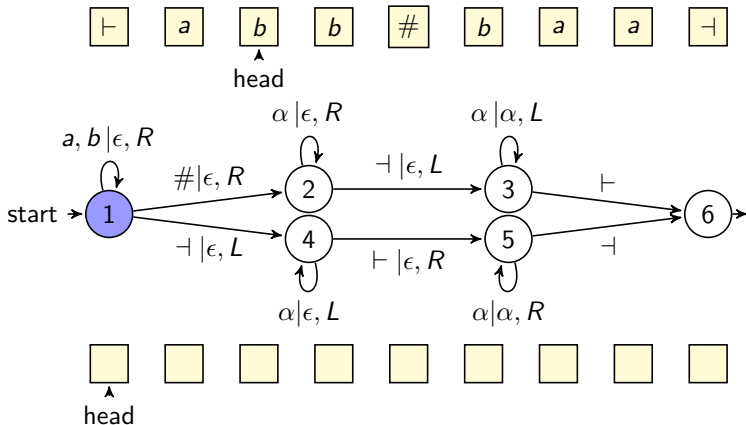 ⊢ a b b # b a a ⊣
head
a, b | ϵ, R
α | ϵ, R
α | α, L
# | ϵ, R
⊣ | ϵ, L
⊢
start 1 2 3 4 5 6
⊣ | ϵ, L
⊢ | ϵ, R
⊣
α | ϵ, L
α | α, R
head